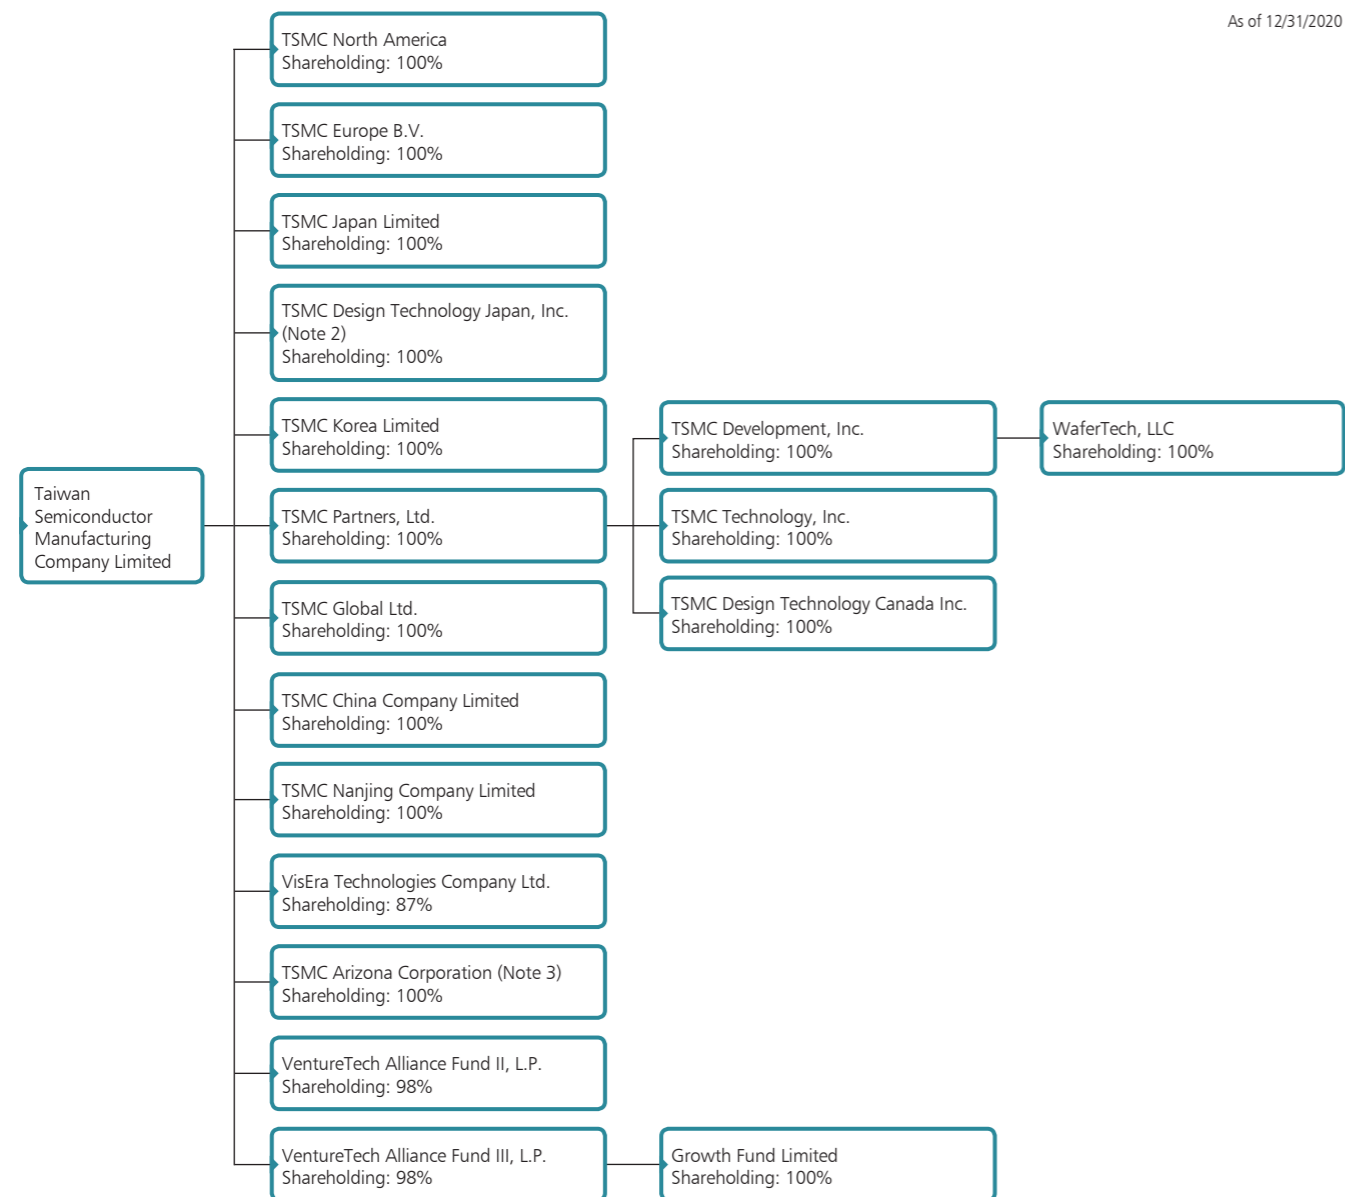 As of 12/31/2020
TSMC North America
Shareholding: 100%
TSMC Europe B.V.
Shareholding: 100%
TSMC Japan Limited
Shareholding: 100%
TSMC Design Technology Japan, Inc.
(Note 2)
Shareholding: 100%
TSMC Korea Limited
Shareholding: 100%
TSMC Development, Inc.
Shareholding: 100%
WaferTech, LLC
Shareholding: 100%
Taiwan
Semiconductor
Manufacturing
Company Limited
TSMC Partners, Ltd.
Shareholding: 100%
TSMC Technology, Inc.
Shareholding: 100%
TSMC Global Ltd.
Shareholding: 100%
TSMC Design Technology Canada Inc.
Shareholding: 100%
TSMC China Company Limited
Shareholding: 100%
TSMC Nanjing Company Limited
Shareholding: 100%
VisEra Technologies Company Ltd.
Shareholding: 87%
TSMC Arizona Corporation (Note 3)
Shareholding: 100%
VentureTech Alliance Fund II, L.P.
Shareholding: 98%
VentureTech Alliance Fund III, L.P.
Shareholding: 98%
Growth Fund Limited
Shareholding: 100%